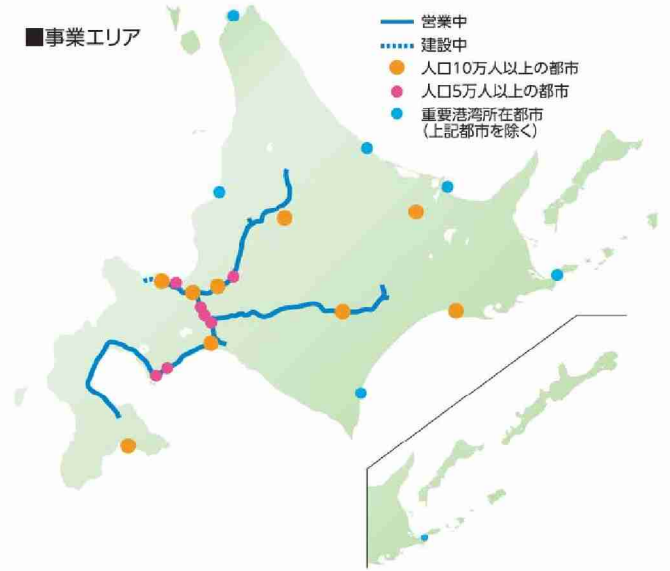 ■事業エリア
営業中
建設中
人口10万人以上の都市
人口5万人以上の都市
重要港湾所在都市
(上記都市を除く)